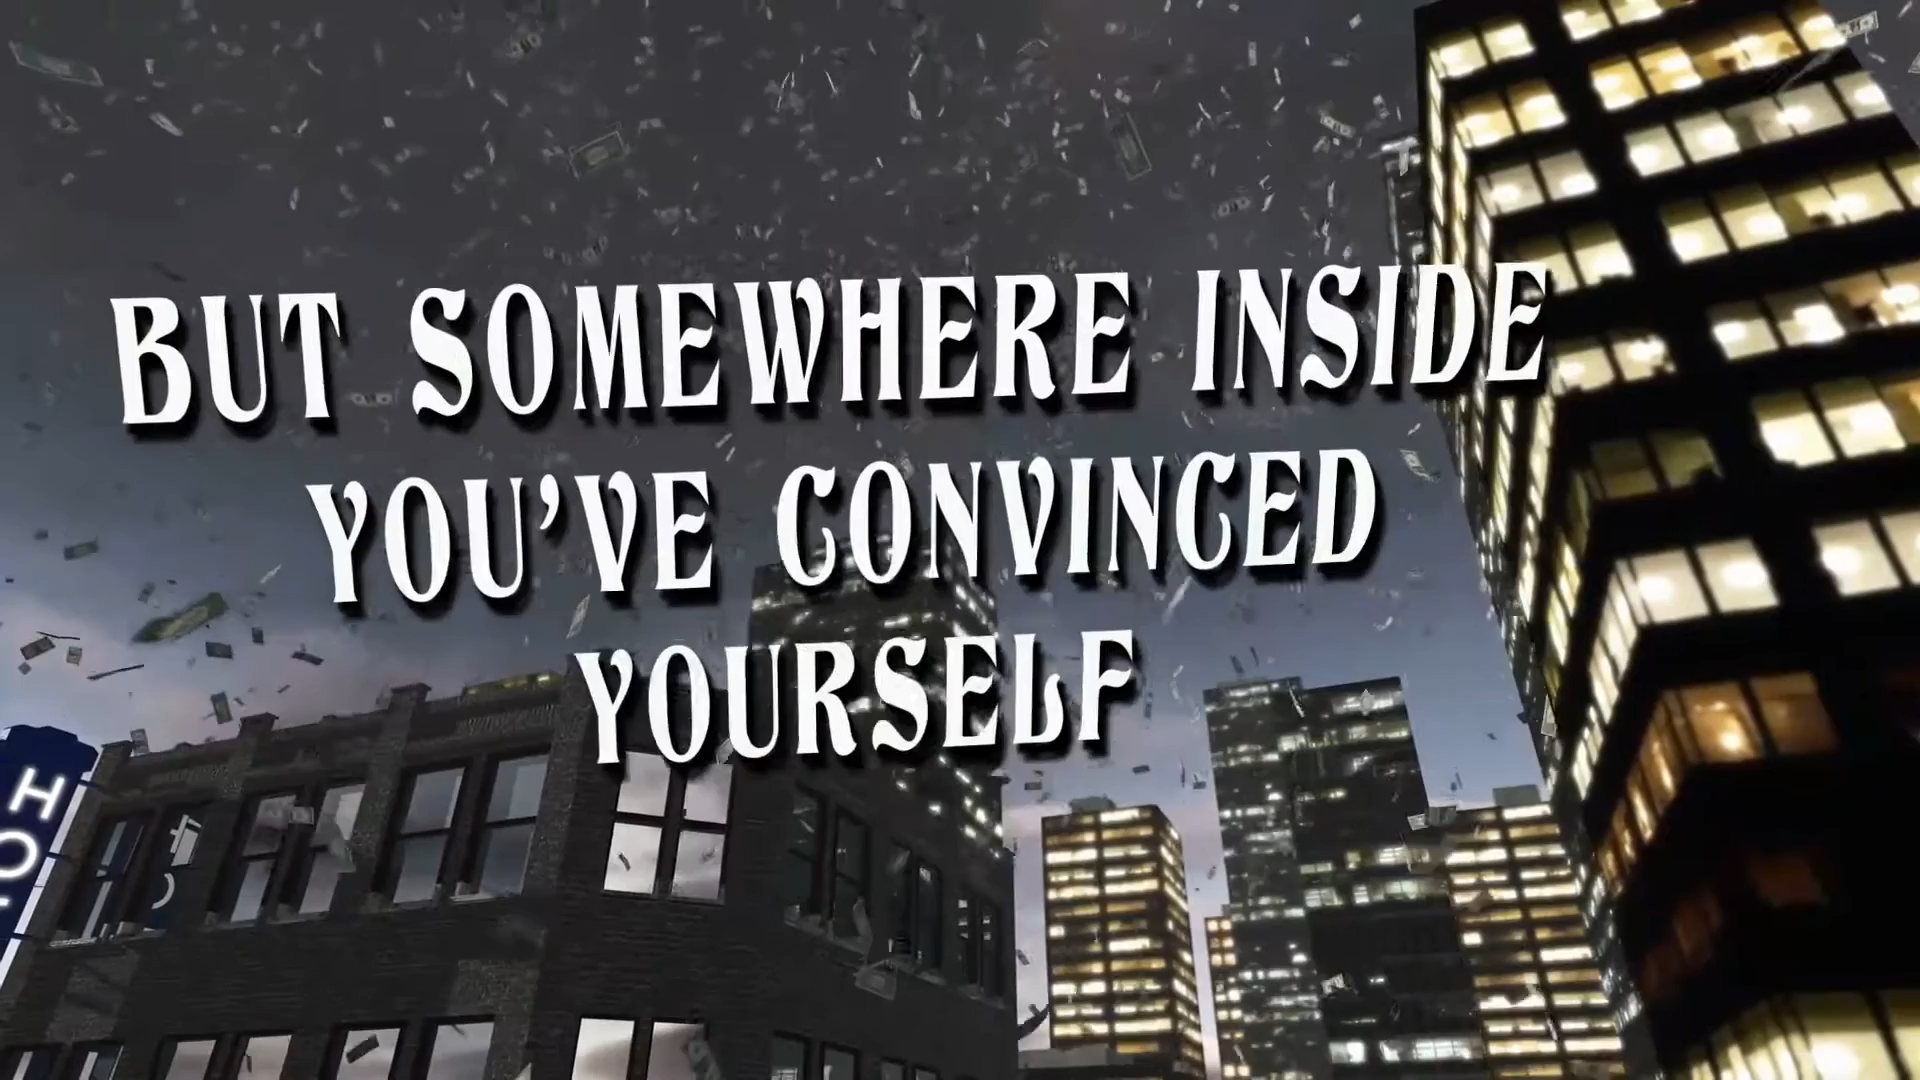 BUT SOMEWHERE INSIDE
YOU'VE CONVINCED
YOURSELF
H
O